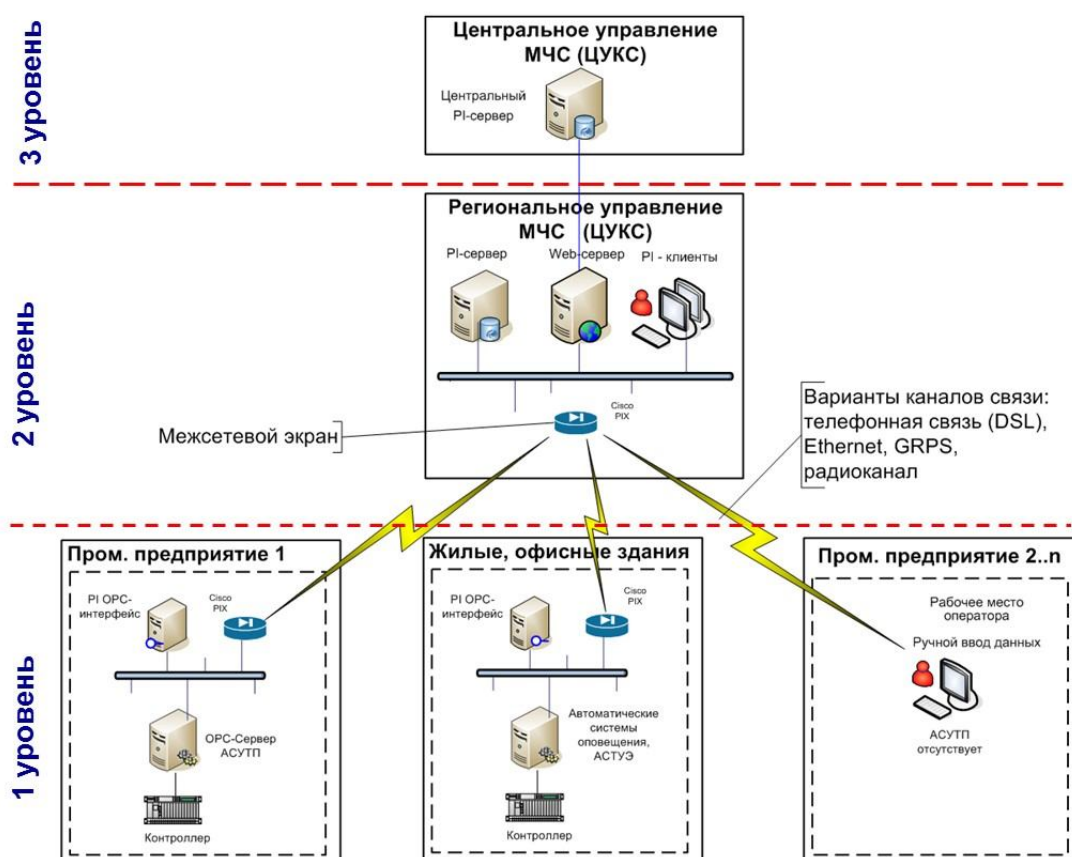 3 уровень
Центральное управление
МЧС (ЦУКС)
Центральный
PI-сервер
2 уровень
Региональное управление
МЧС (ЦУКС)
PI-сервер
Web-сервер
PI - клиенты
Межсетевой экран
Cisco
PIX
Варианты каналов связи:
телефонная связь (DSL),
Ethernet, GRPS,
радиоканал
1 уровень
Пром. предприятие 1
PI OPC-
интерфейс
Cisco
PIX
OPC-Сервер
АСУТП
Контроллер
Жилые, офисные здания
PI OPC-
интерфейс
Cisco
PIX
Автоматические
системы
оповещения,
АСТУЭ
Контроллер
Пром. предприятие 2..n
Рабочее место
оператора
Ручной ввод данных
АСУТП
отсутствует